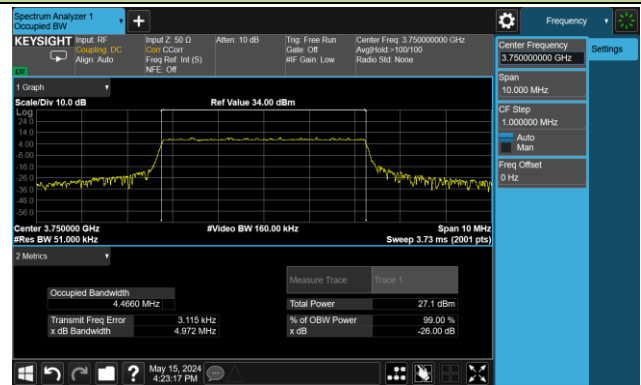 Spectrum Analyzer 1
Occupied BW
Frequency
KEYSIGHT
Input: RF
Coupling: DC
Align: Auto
Input Z: 50 Ω
Corr CCorr
Freq Ref: Int (S)
NFE: Off
Atten: 10 dB
Trig: Free Run
Gate: Off
#IF Gain: Low
Center Freq: 3.750000000 GHz
Avg|Hold:>100/100
Radio Std: None
Center Frequency
3.750000000 GHz
Settings
Span
10.000 MHz
CF Step
1.000000 MHz
Auto
Man
Freq Offset
0 Hz
1 Graph
Scale/Div 10.0 dB
Ref Value 34.00 dBm
Log
24.0
14.0
4.00
-6.00
-16.0
-26.0
-36.0
-46.0
-56.0
Center 3.750000 GHz
#Video BW 160.00 kHz
Span 10 MHz
#Res BW 51.000 kHz
Sweep 3.73 ms (2001 pts)
2 Metrics
Measure Trace
Trace 1
Occupied Bandwidth
4.4660 MHz
Total Power
27.1 dBm
Transmit Freq Error
3.115 kHz
% of OBW Power
99.00 %
x dB Bandwidth
4.972 MHz
x dB
-26.00 dB
May 15, 2024
4:23:17 PM